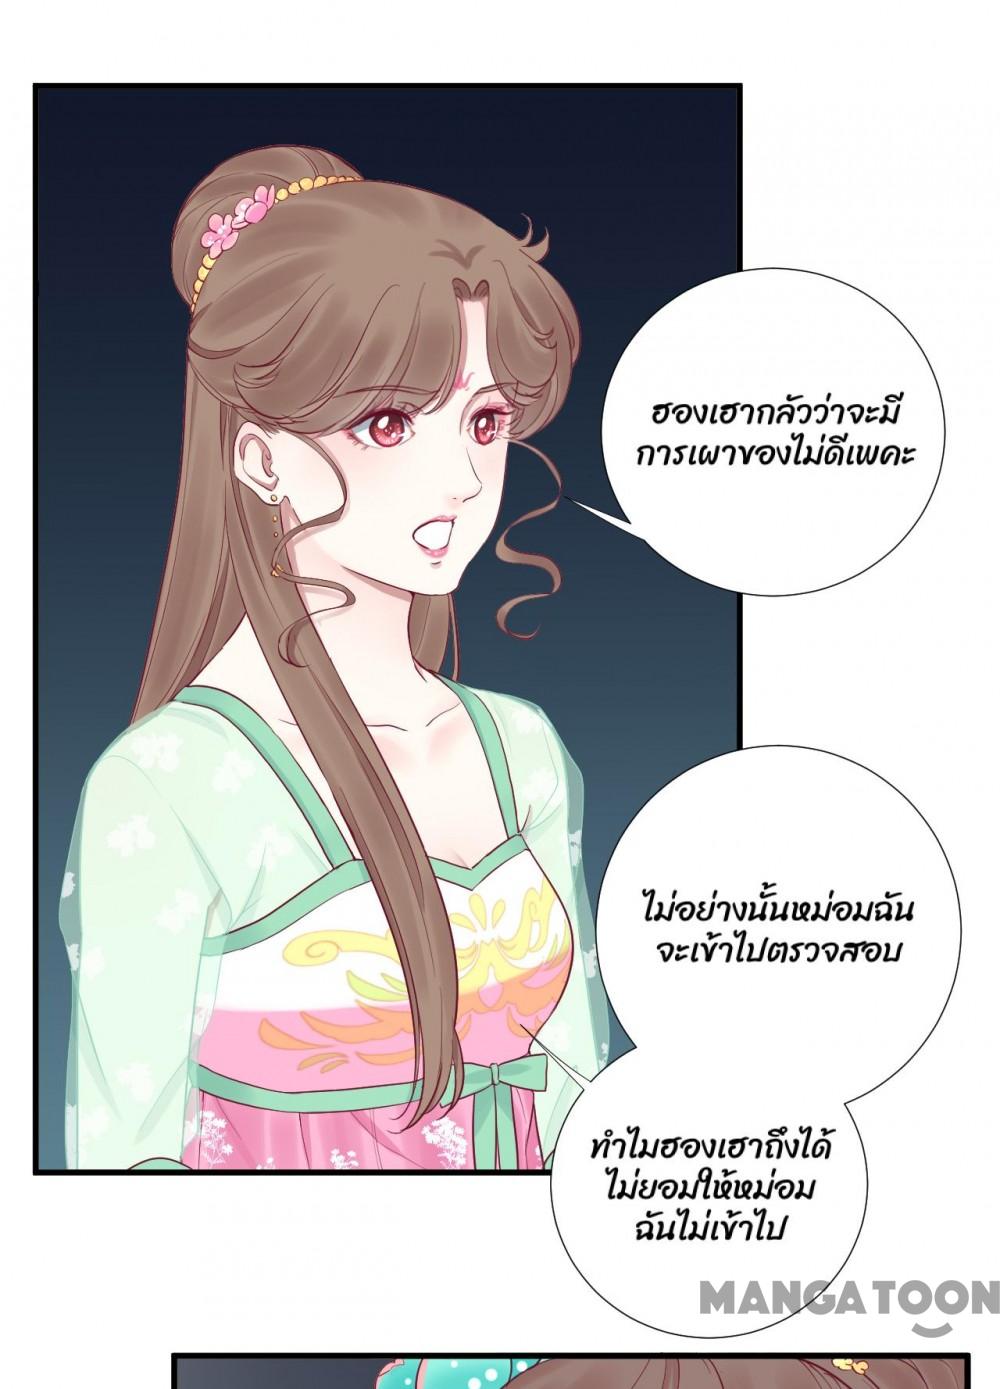 ฮองเฮากลัวว่าจะมี
การเผาของไม่ดีเพคะ
ไม่อย่างนั้นหม่อมฉัน
จะเข้าไปตรวจสอบ
ทำไมฮองเฮาถึงได้
ไม่ยอมให้หม่อม
ฉันไม่เข้าไป
MANGATOON